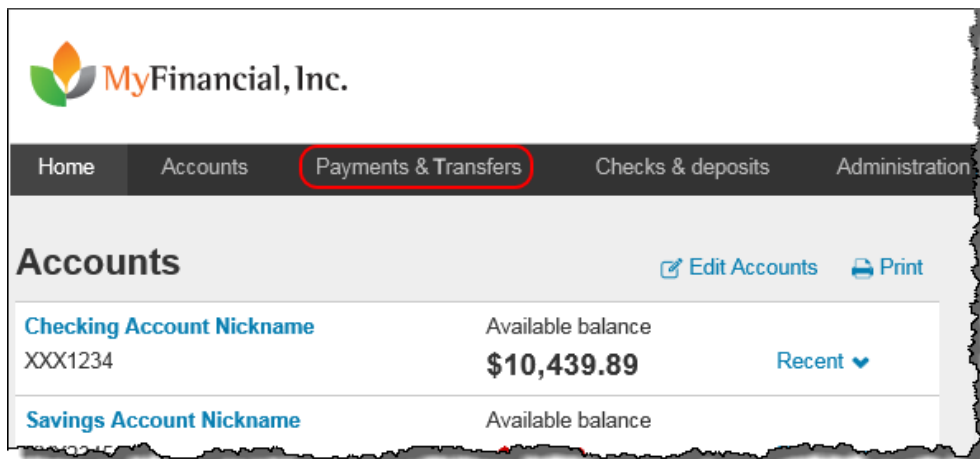 MyFinancial, Inc.
Home Accounts Payments & Transfers Checks & deposits Administration
Accounts Edit Accounts Print
Checking Account Nickname Available balance
XXX1234 $10,439.89 Recent
Savings Account Nickname Available balance